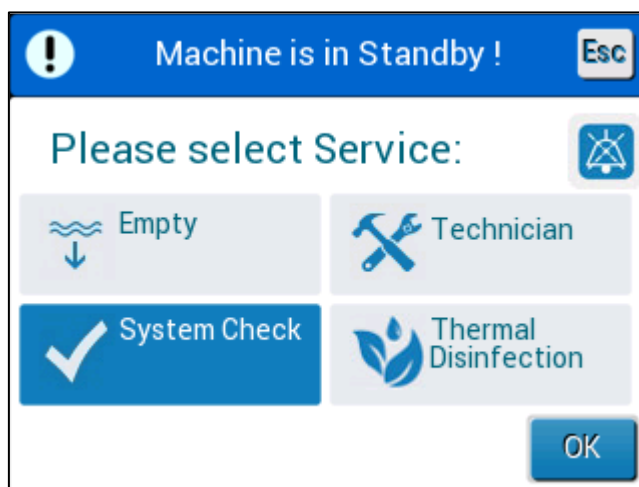 ! Machine is in Standby ! Esc
Please select Service:
Empty
Technician
System Check
Thermal
Disinfection
OK